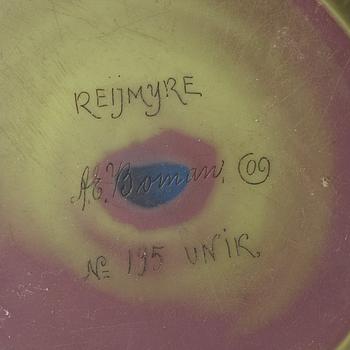 REIJMYRE
A.E. Boman. 09
№ 195 UNIK.